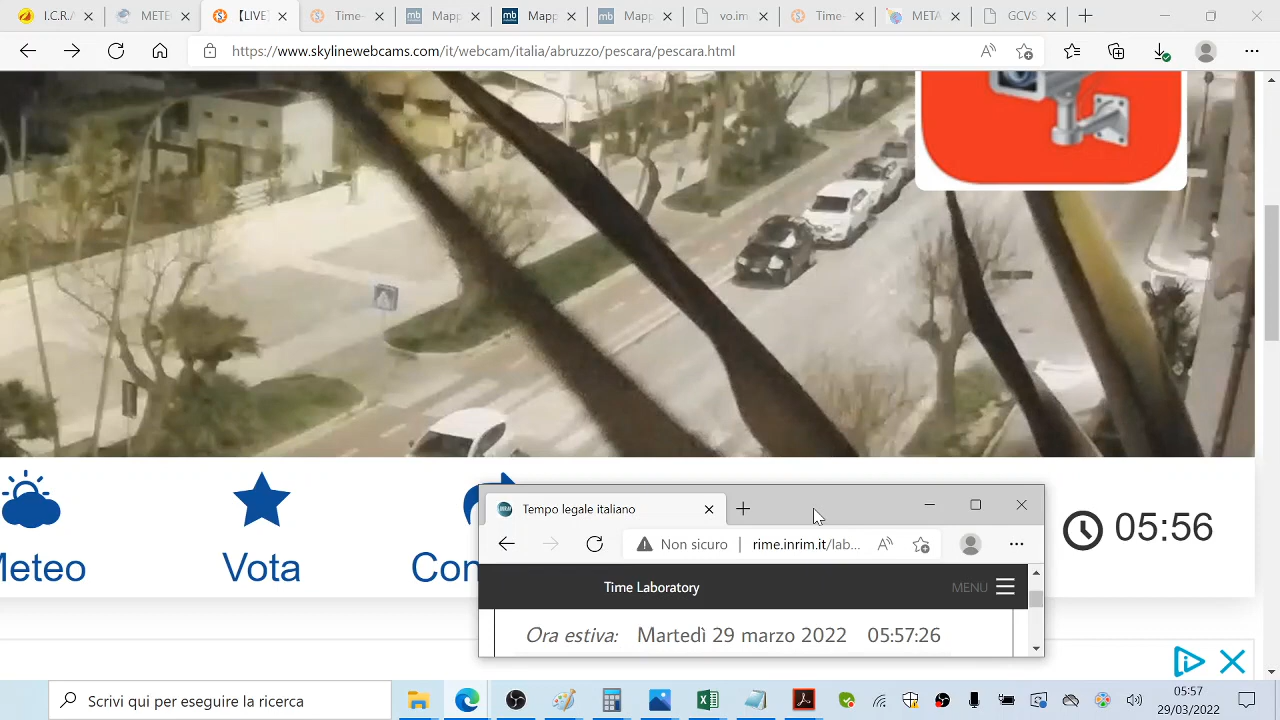 I.C.R.
METE
[LIVE]
Time-
Mapp
Mapp
Mapp
vo.im
Time-
META
GCVS
https://www.skylinewebcams.com/it/webcam/italia/abruzzo/pescara/pescara.html
Meteo
Vota
Con
05:56
Tempo legale italiano
Non sicuro
rime.inrim.it/lab...
Time Laboratory
MENU
Ora estiva: Martedì 29 marzo 2022 05:57:26
Scrivi qui per eseguire la ricerca
05:57
29/03/2022